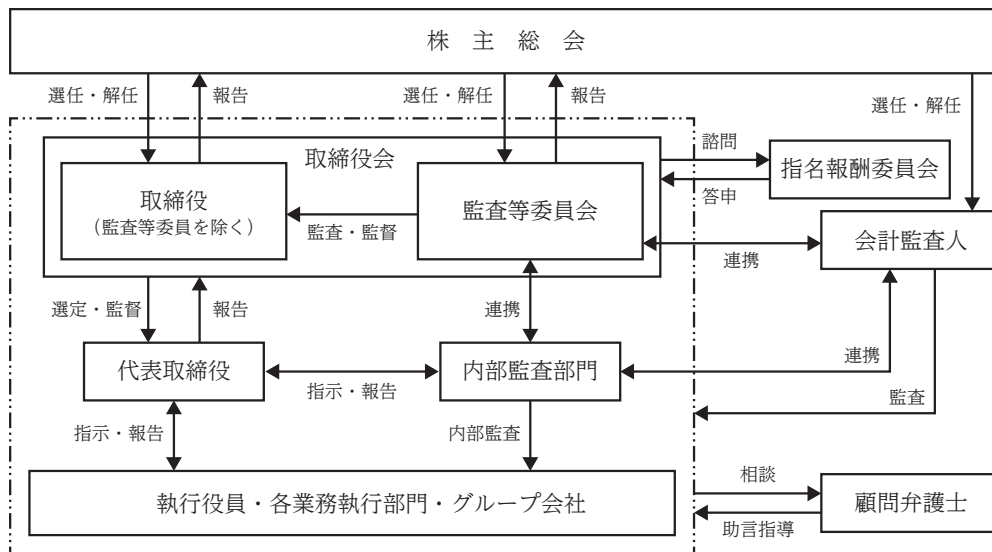 株 主 総 会
選任・解任
報告
選任・解任
報告
選任・解任
取締役会
諮問
指名報酬委員会
答申
取締役
（監査等委員を除く）
監査・監督
監査等委員会
会計監査人
連携
選定・監督
報告
連携
代表取締役
指示・報告
内部監査部門
連携
監査
指示・報告
内部監査
執行役員・各業務執行部門・グループ会社
相談
顧問弁護士
助言指導